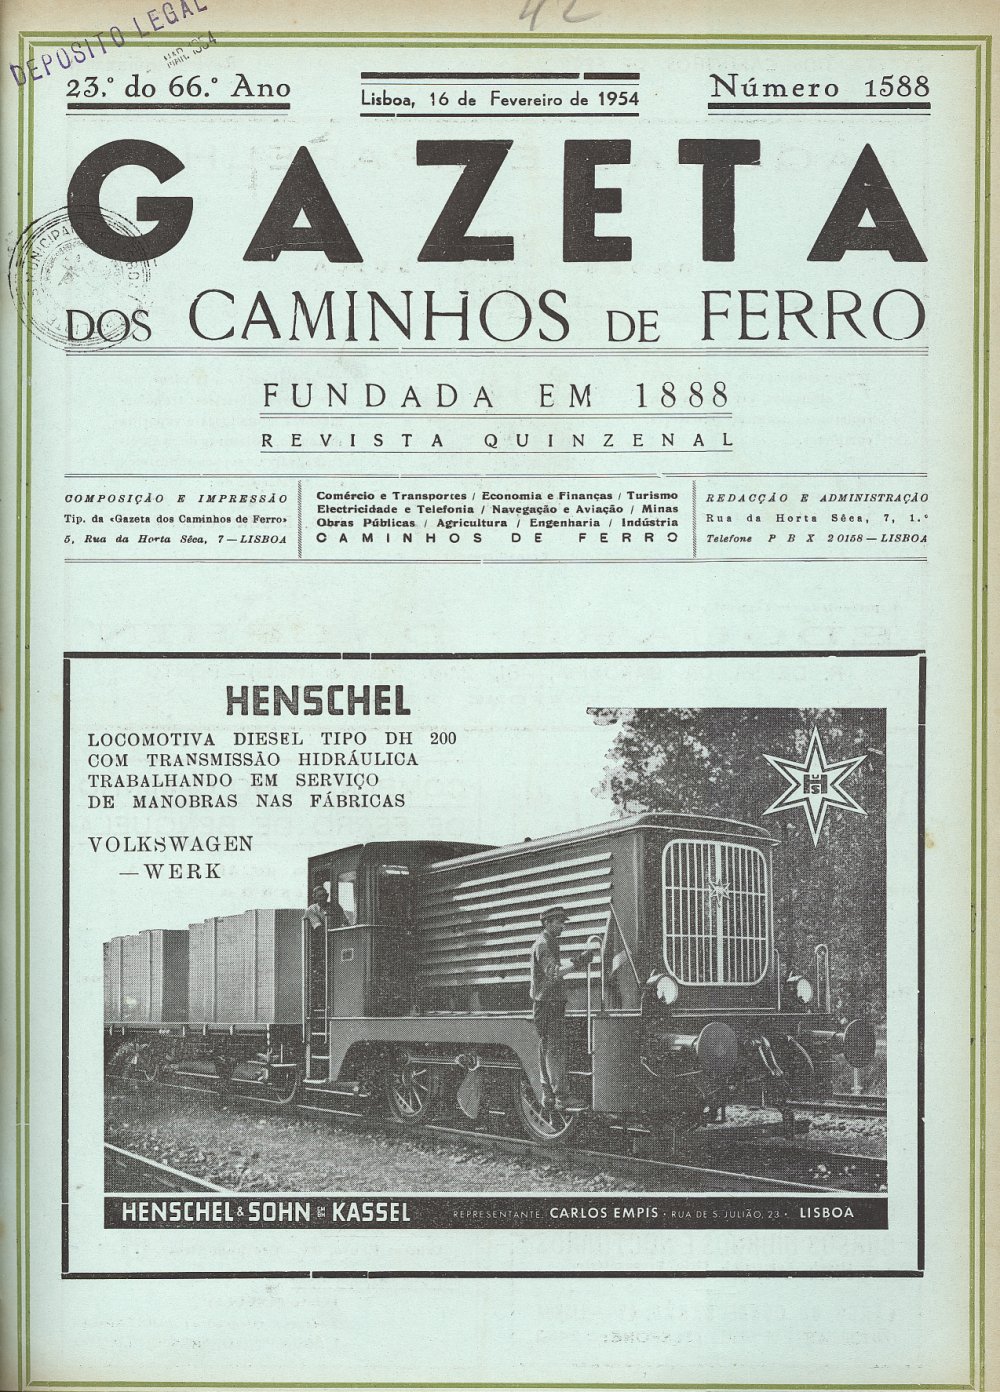 42
DEPOSITO LEGAL
MAR. 1954
23.º do 66.º Ano
Lisboa, 16 de Fevereiro de 1954
Número 1588
GAZETA
DOS CAMINHOS DE FERRO
FUNDADA EM 1888
REVISTA QUINZENAL
COMPOSIÇÃO E IMPRESSÃO
Tip. da «Gazeta dos Caminhos de Ferro»
5, Rua da Horta Sêca, 7 — LISBOA
Comércio e Transportes / Economia e Finanças / Turismo
Electricidade e Telefonia / Navegação e Aviação / Minas
Obras Públicas / Agricultura / Engenharia / Indústria
CAMINHOS DE FERRO
REDACÇÃO E ADMINISTRAÇÃO
Rua da Horta Sêca, 7, 1.º
Telefone P B X 20158 — LISBOA
HENSCHEL
LOCOMOTIVA DIESEL TIPO DH 200
COM TRANSMISSÃO HIDRÁULICA
TRABALHANDO EM SERVIÇO
DE MANOBRAS NAS FÁBRICAS
VOLKSWAGEN
— WERK
HENSCHEL & SOHN GMBH KASSEL
REPRESENTANTE: CARLOS EMPIS · RUA DE S. JULIÃO, 23 · LISBOA